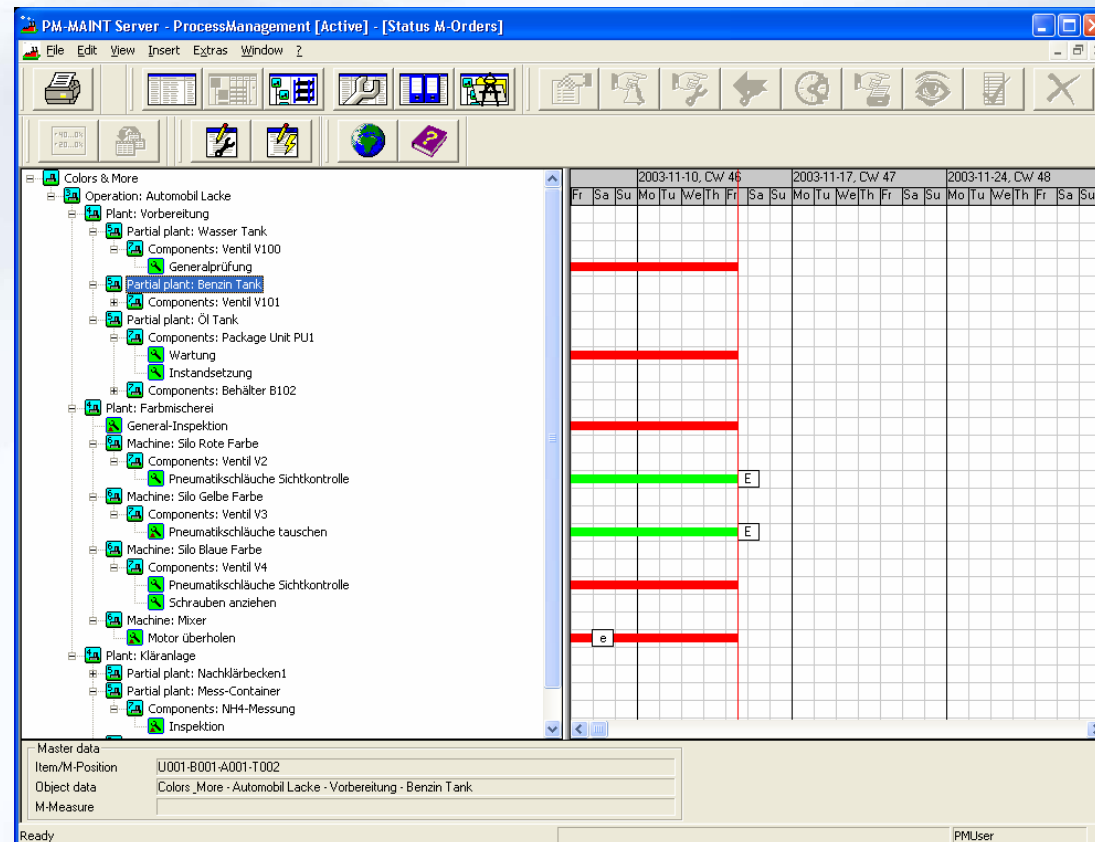 PM-MAINT Server - ProcessManagement [Active] - [Status M-Orders]
File Edit View Insert Extras Window ?
2003-11-10, CW 46 2003-11-17, CW 47 2003-11-24, CW 48
Fr Sa Su Mo Tu We Th Fr Sa Su Mo Tu We Th Fr Sa Su Mo Tu We Th Fr Sa Su
Colors & More
Operation: Automobil Lacke
Plant: Vorbereitung
Partial plant: Wasser Tank
Components: Ventil V100
Generalprüfung
Partial plant: Benzin Tank
Components: Ventil V101
Partial plant: Öl Tank
Components: Package Unit PU1
Wartung
Instandsetzung
Components: Behälter B102
Plant: Farbmischerei
General-Inspektion
Machine: Silo Rote Farbe
Components: Ventil V2
Pneumatikschläuche Sichtkontrolle E
Machine: Silo Gelbe Farbe
Components: Ventil V3
Pneumatikschläuche tauschen E
Machine: Silo Blaue Farbe
Components: Ventil V4
Pneumatikschläuche Sichtkontrolle
Schrauben anziehen
Machine: Mixer
Motor überholen e
Plant: Kläranlage
Partial plant: Nachklärbecken1
Partial plant: Mess-Container
Components: NH4-Messung
Inspektion
Master data
Item/M-Position U001-B001-A001-T002
Object data Colors_More - Automobil Lacke - Vorbereitung - Benzin Tank
M-Measure
Ready PMUser